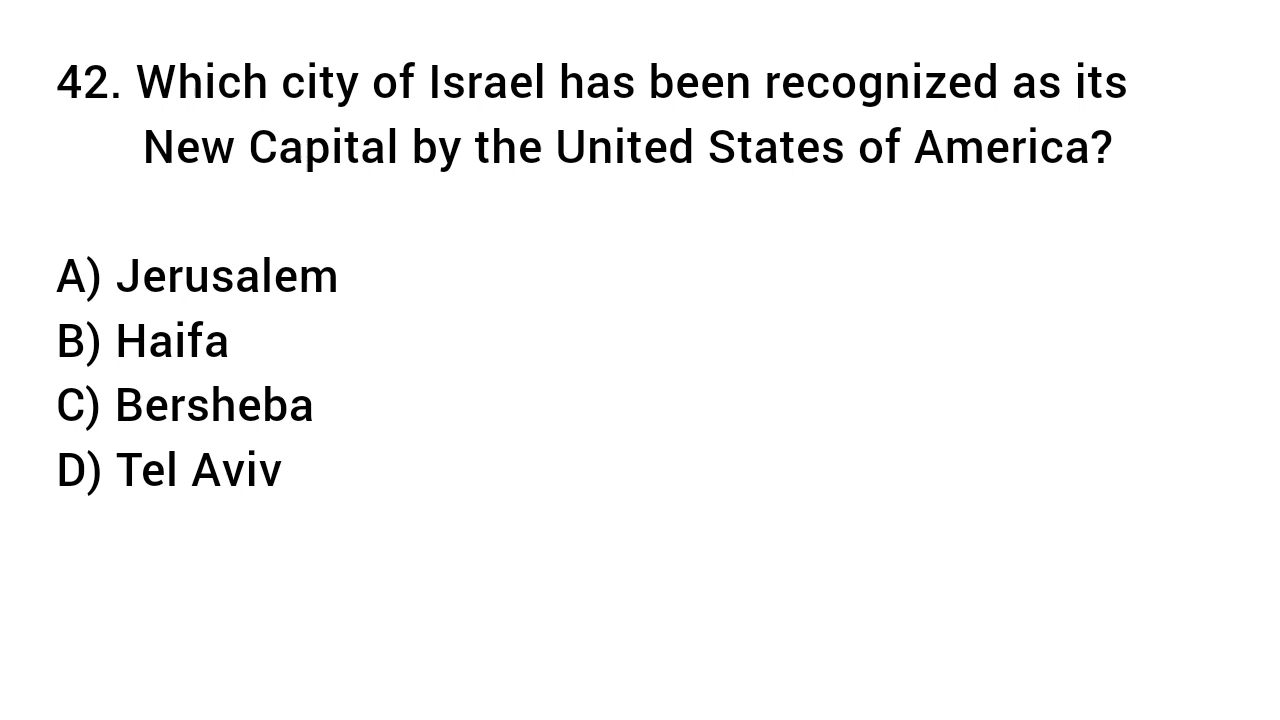 42. Which city of Israel has been recognized as its
New Capital by the United States of America?
A) Jerusalem
B) Haifa
C) Bersheba
D) Tel Aviv